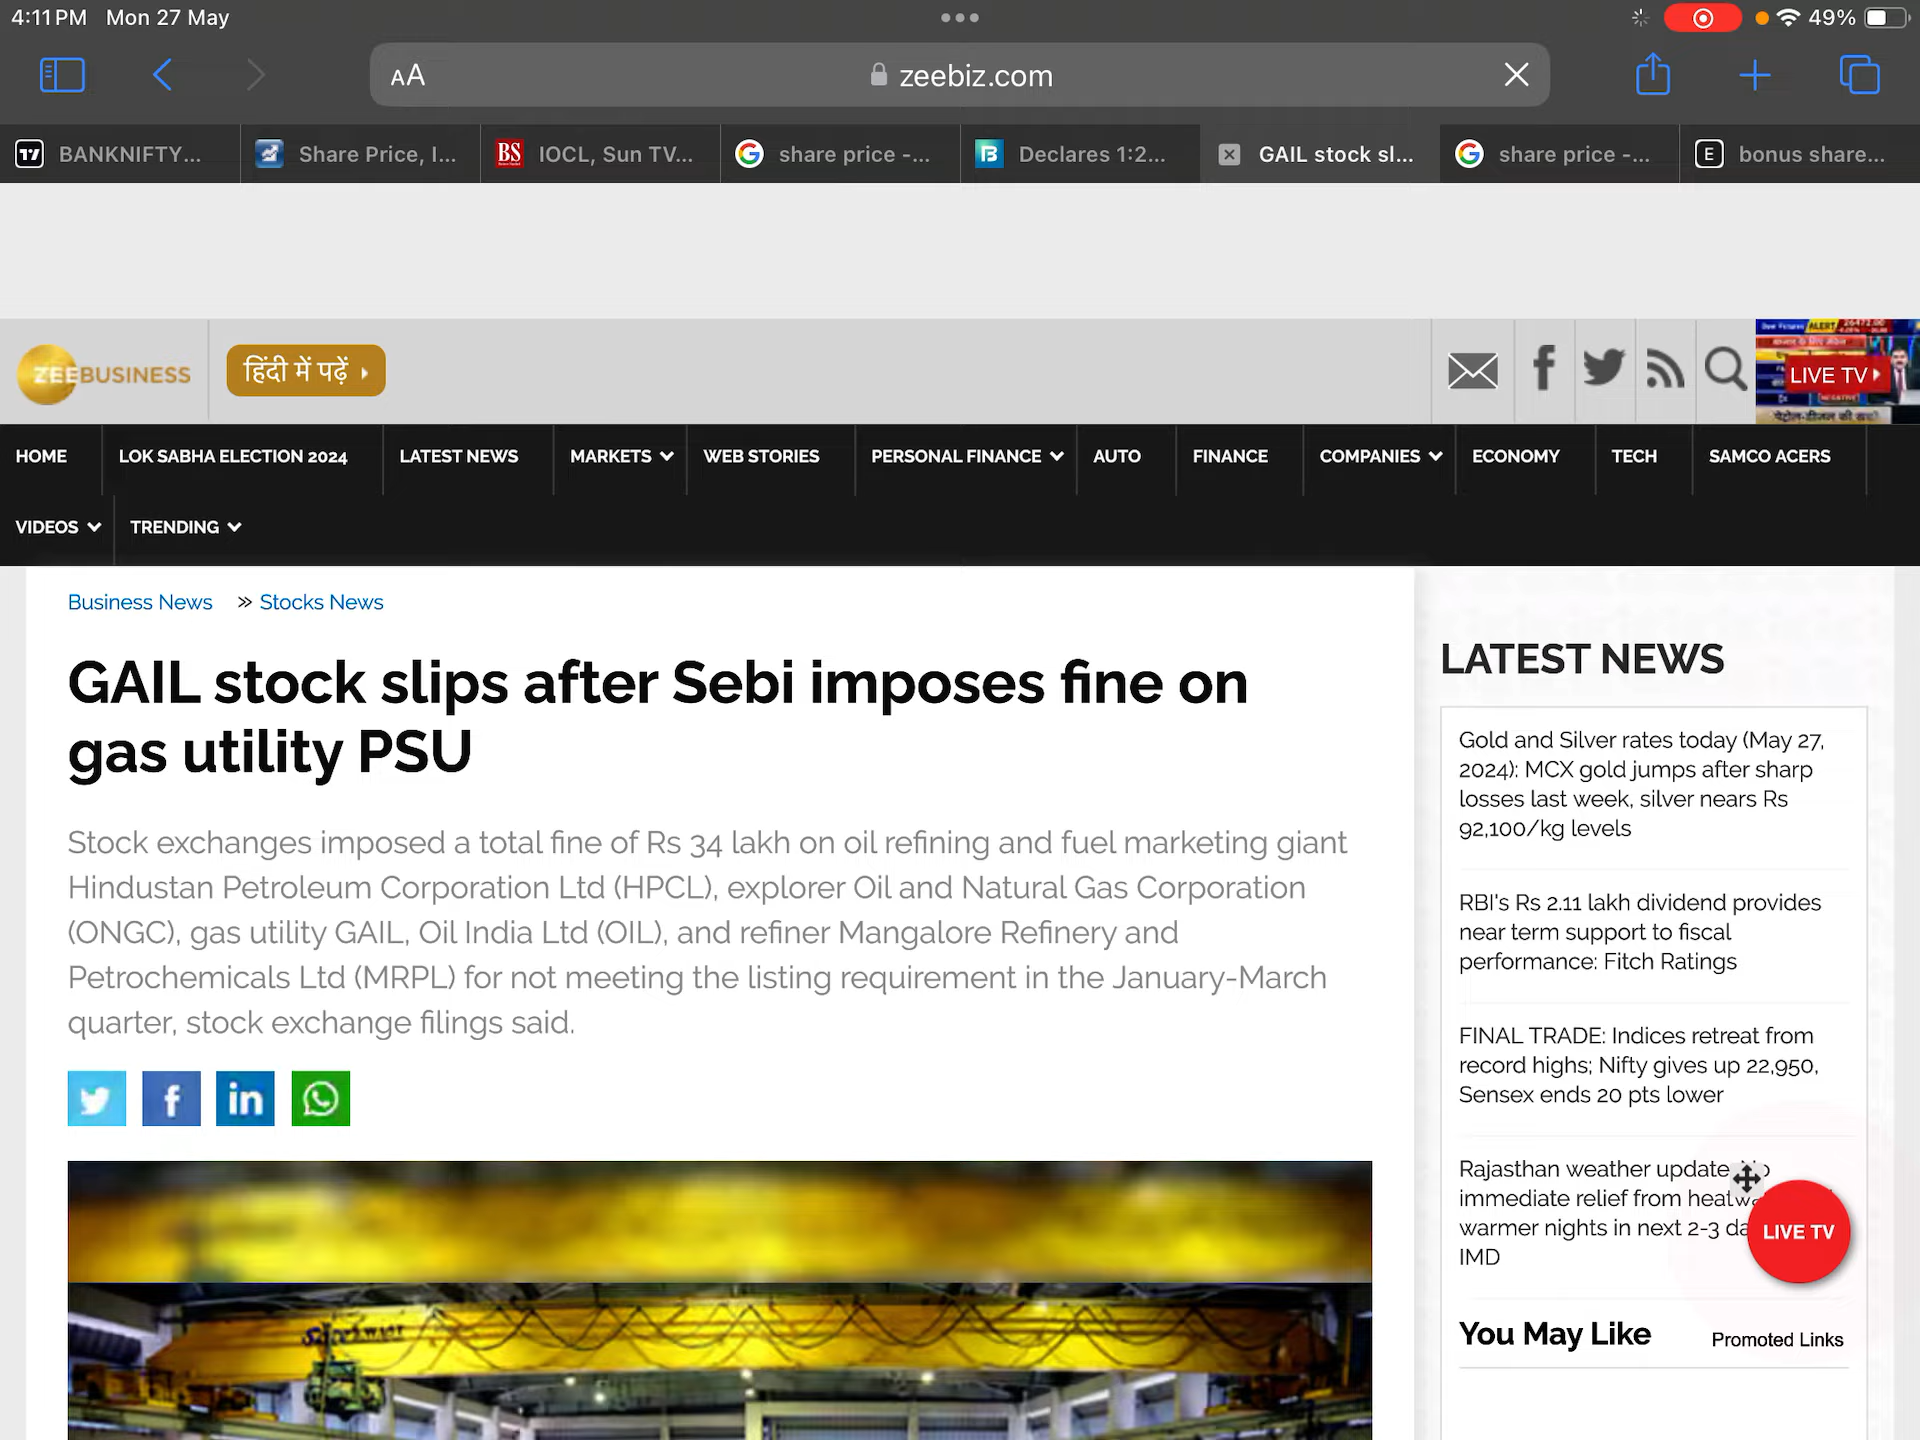 4:11 PM Mon 27 May
49%
AA zeebiz.com
BANKNIFTY...
Share Price, I...
BS IOCL, Sun TV...
share price -...
Declares 1:2...
GAIL stock sl...
share price -...
E bonus share...
ZEEBUSINESS
हिंदी में पढ़ें
LIVE TV
HOME
LOK SABHA ELECTION 2024
LATEST NEWS
MARKETS
WEB STORIES
PERSONAL FINANCE
AUTO
FINANCE
COMPANIES
ECONOMY
TECH
SAMCO ACERS
VIDEOS
TRENDING
Business News » Stocks News
GAIL stock slips after Sebi imposes fine on
gas utility PSU
Stock exchanges imposed a total fine of Rs 34 lakh on oil refining and fuel marketing giant
Hindustan Petroleum Corporation Ltd (HPCL), explorer Oil and Natural Gas Corporation
(ONGC), gas utility GAIL, Oil India Ltd (OIL), and refiner Mangalore Refinery and
Petrochemicals Ltd (MRPL) for not meeting the listing requirement in the January-March
quarter, stock exchange filings said.
LATEST NEWS
Gold and Silver rates today (May 27,
2024): MCX gold jumps after sharp
losses last week, silver nears Rs
92,100/kg levels
RBI's Rs 2.11 lakh dividend provides
near term support to fiscal
performance: Fitch Ratings
FINAL TRADE: Indices retreat from
record highs; Nifty gives up 22,950,
Sensex ends 20 pts lower
Rajasthan weather update
immediate relief from
warmer nights in next 2-3
IMD
LIVE TV
You May Like
Promoted Links